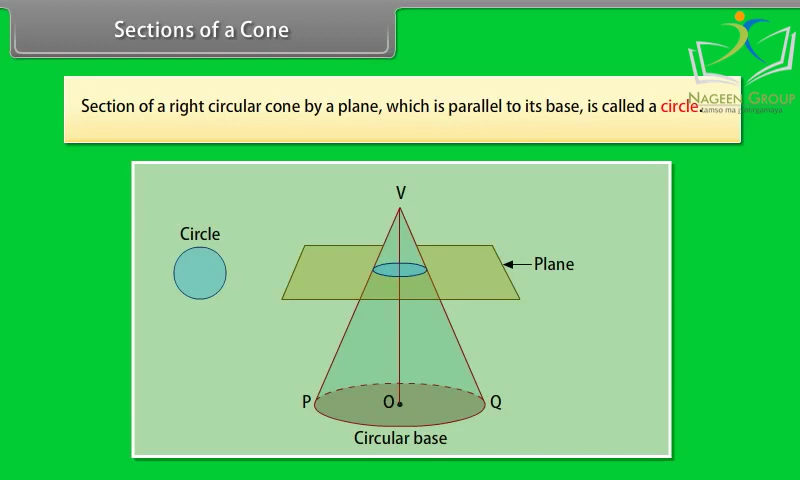 Sections of a Cone
NAGEEN GROUP
Section of a right circular cone by a plane, which is parallel to its base, is called a circle.
V
Circle
Plane
P
O
Q
Circular base